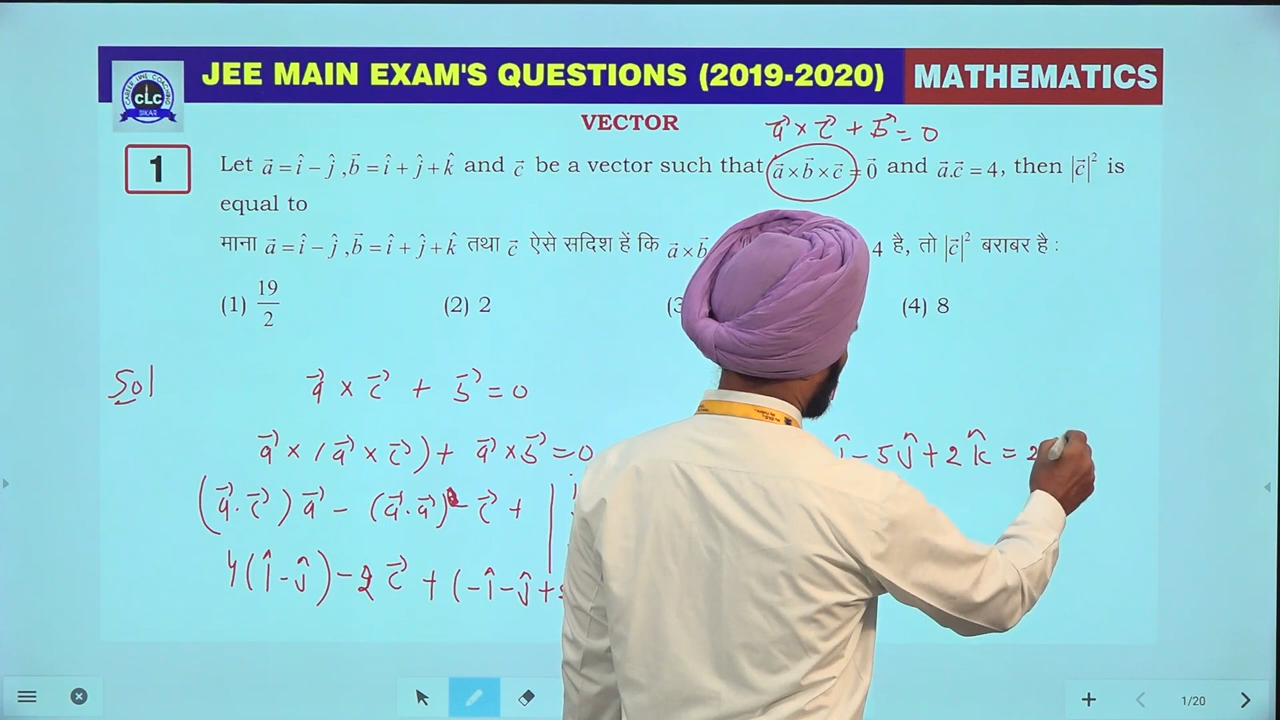 JEE MAIN EXAM'S QUESTIONS (2019-2020) MATHEMATICS
CLC
SIKAR
VECTOR
a⃗ × c⃗ + b⃗ = 0
1
Let a⃗ = î − ĵ , b⃗ = î + ĵ + k̂ and c⃗ be a vector such that a⃗ × b⃗ × c⃗ = 0⃗ and a⃗.c⃗ = 4, then |c⃗|² is
equal to
माना a⃗ = î − ĵ , b⃗ = î + ĵ + k̂ तथा c⃗ ऐसे सदिश हैं कि a⃗ × b⃗ 4 है, तो |c⃗|² बराबर है :
(1) 19/2 (2) 2 (3 (4) 8
Sol
a⃗ × c⃗ + b⃗ = 0
a⃗ × (a⃗ × c⃗) + a⃗ × b⃗ = 0
î − 5ĵ + 2k̂ = 2
(a⃗ · c⃗) a⃗ − (a⃗ · a⃗) c⃗ +
4(î − ĵ) − 2c⃗ + (−î − ĵ +
1/20